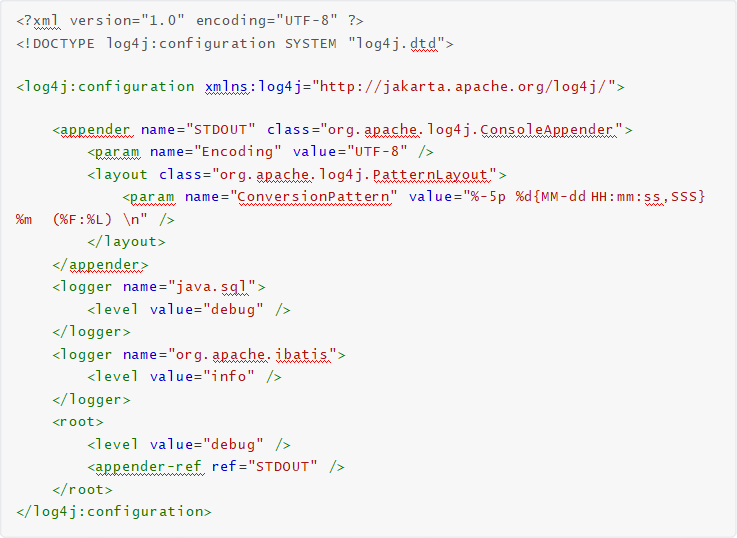 <?xml version="1.0" encoding="UTF-8" ?>
<!DOCTYPE log4j:configuration SYSTEM "log4j.dtd">
<log4j:configuration xmlns:log4j="http://jakarta.apache.org/log4j/">
<appender name="STDOUT" class="org.apache.log4j.ConsoleAppender">
<param name="Encoding" value="UTF-8" />
<layout class="org.apache.log4j.PatternLayout">
<param name="ConversionPattern" value="%-5p %d{MM-dd HH:mm:ss,SSS}
%m  (%F:%L) \n" />
</layout>
</appender>
<logger name="java.sql">
<level value="debug" />
</logger>
<logger name="org.apache.ibatis">
<level value="info" />
</logger>
<root>
<level value="debug" />
<appender-ref ref="STDOUT" />
</root>
</log4j:configuration>